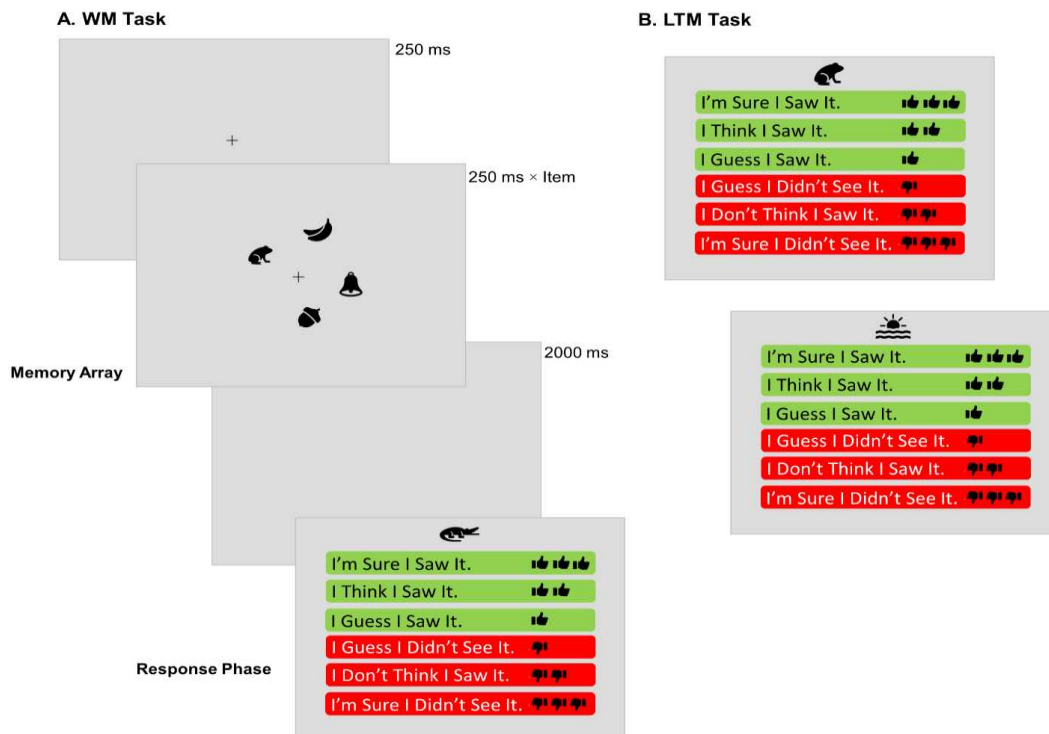 A. WM Task
250 ms
250 ms × Item
Memory Array
2000 ms
I'm Sure I Saw It.
I Think I Saw It.
I Guess I Saw It.
I Guess I Didn't See It.
I Don't Think I Saw It.
I'm Sure I Didn't See It.
Response Phase
B. LTM Task
I'm Sure I Saw It.
I Think I Saw It.
I Guess I Saw It.
I Guess I Didn't See It.
I Don't Think I Saw It.
I'm Sure I Didn't See It.
I'm Sure I Saw It.
I Think I Saw It.
I Guess I Saw It.
I Guess I Didn't See It.
I Don't Think I Saw It.
I'm Sure I Didn't See It.